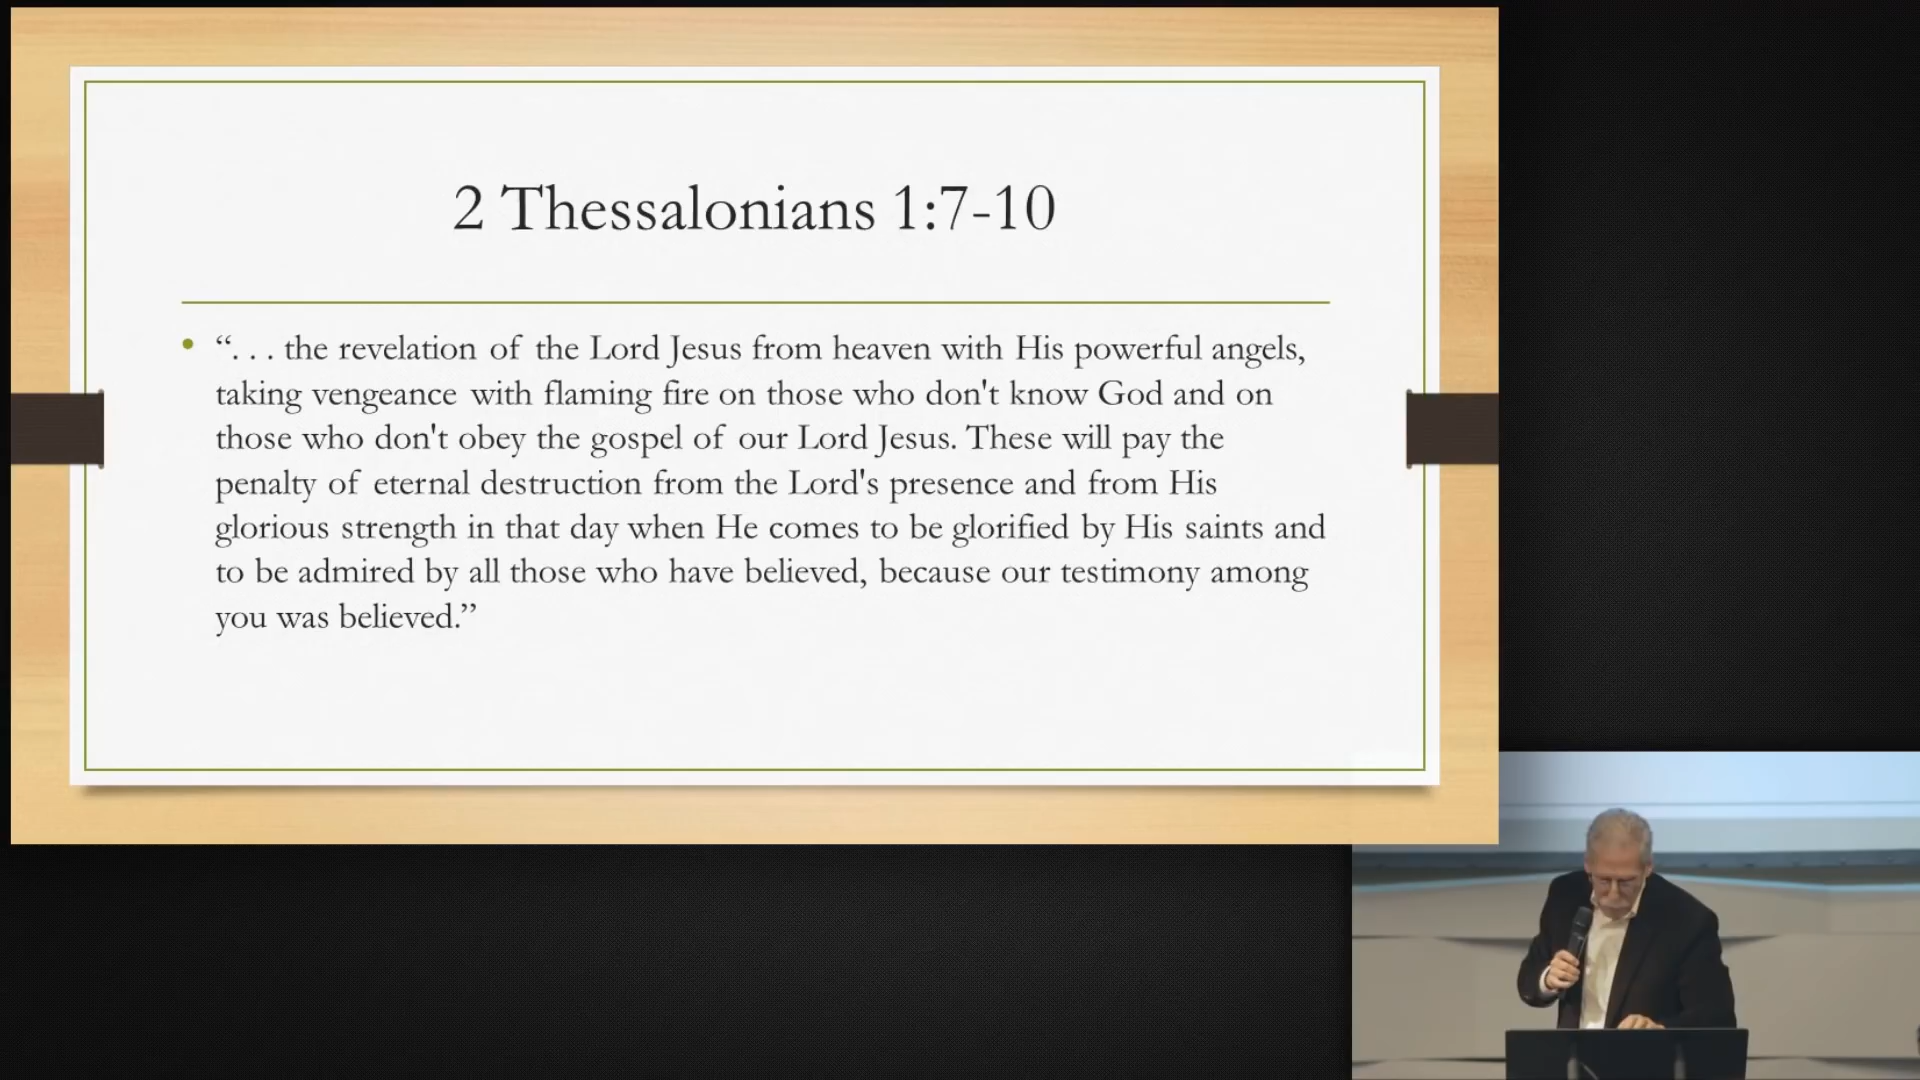 2 Thessalonians 1:7-10
• “. . . the revelation of the Lord Jesus from heaven with His powerful angels,
taking vengeance with flaming fire on those who don't know God and on
those who don't obey the gospel of our Lord Jesus. These will pay the
penalty of eternal destruction from the Lord's presence and from His
glorious strength in that day when He comes to be glorified by His saints and
to be admired by all those who have believed, because our testimony among
you was believed.”